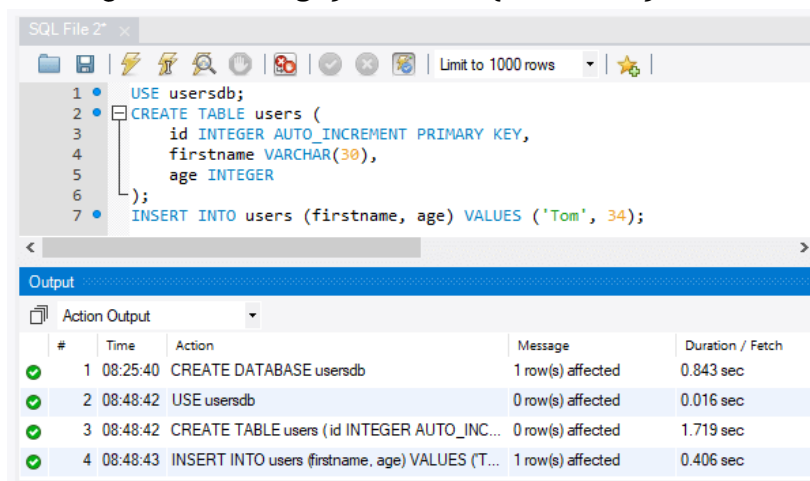 SQL File 2*
Limit to 1000 rows
1 USE usersdb;
2 CREATE TABLE users (
3 id INTEGER AUTO_INCREMENT PRIMARY KEY,
4 firstname VARCHAR(30),
5 age INTEGER
6 );
7 INSERT INTO users (firstname, age) VALUES ('Tom', 34);
Output
Action Output
# Time Action Message Duration / Fetch
1 08:25:40 CREATE DATABASE usersdb 1 row(s) affected 0.843 sec
2 08:48:42 USE usersdb 0 row(s) affected 0.016 sec
3 08:48:42 CREATE TABLE users ( id INTEGER AUTO_INC... 0 row(s) affected 1.719 sec
4 08:48:43 INSERT INTO users (firstname, age) VALUES ('T... 1 row(s) affected 0.406 sec